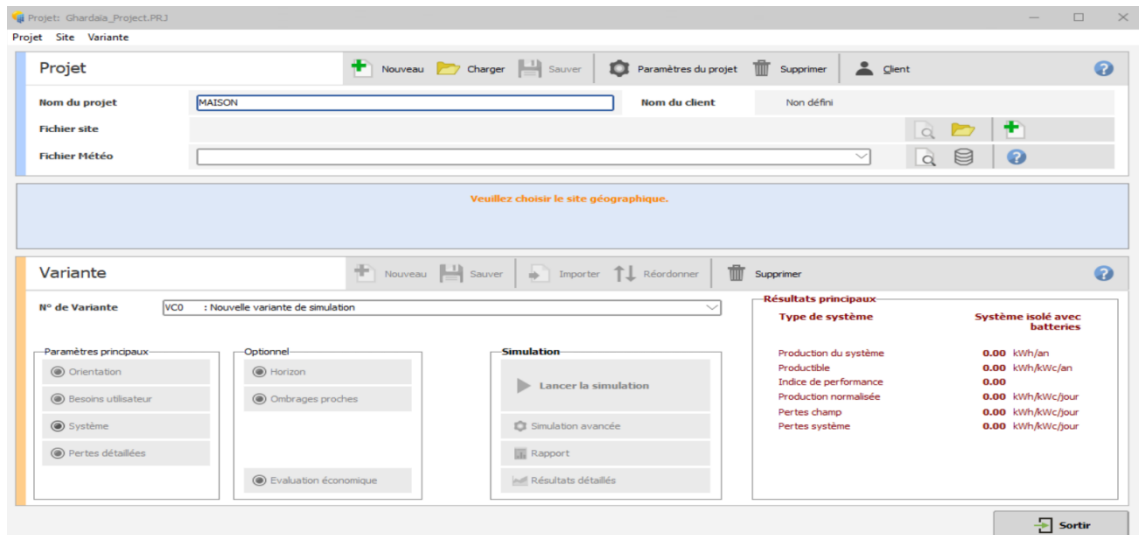 Projet: Ghardaia_Project.PRJ
Projet Site Variante
Projet
Nouveau Charger Sauver Paramètres du projet Supprimer Client
Nom du projet MAISON Nom du client Non défini
Fichier site
Fichier Météo
Veuillez choisir le site géographique.
Variante
Nouveau Sauver Importer Réordonner Supprimer
N° de Variante VC0 : Nouvelle variante de simulation
Paramètres principaux
Orientation
Besoins utilisateur
Système
Pertes détaillées
Optionnel
Horizon
Ombrages proches
Evaluation économique
Simulation
Lancer la simulation
Simulation avancée
Rapport
Résultats détaillés
Résultats principaux
Type de système Système isolé avec
batteries
Production du système 0.00 kWh/an
Productible 0.00 kWh/kWc/an
Indice de performance 0.00
Production normalisée 0.00 kWh/kWc/jour
Pertes champ 0.00 kWh/kWc/jour
Pertes système 0.00 kWh/kWc/jour
Sortir